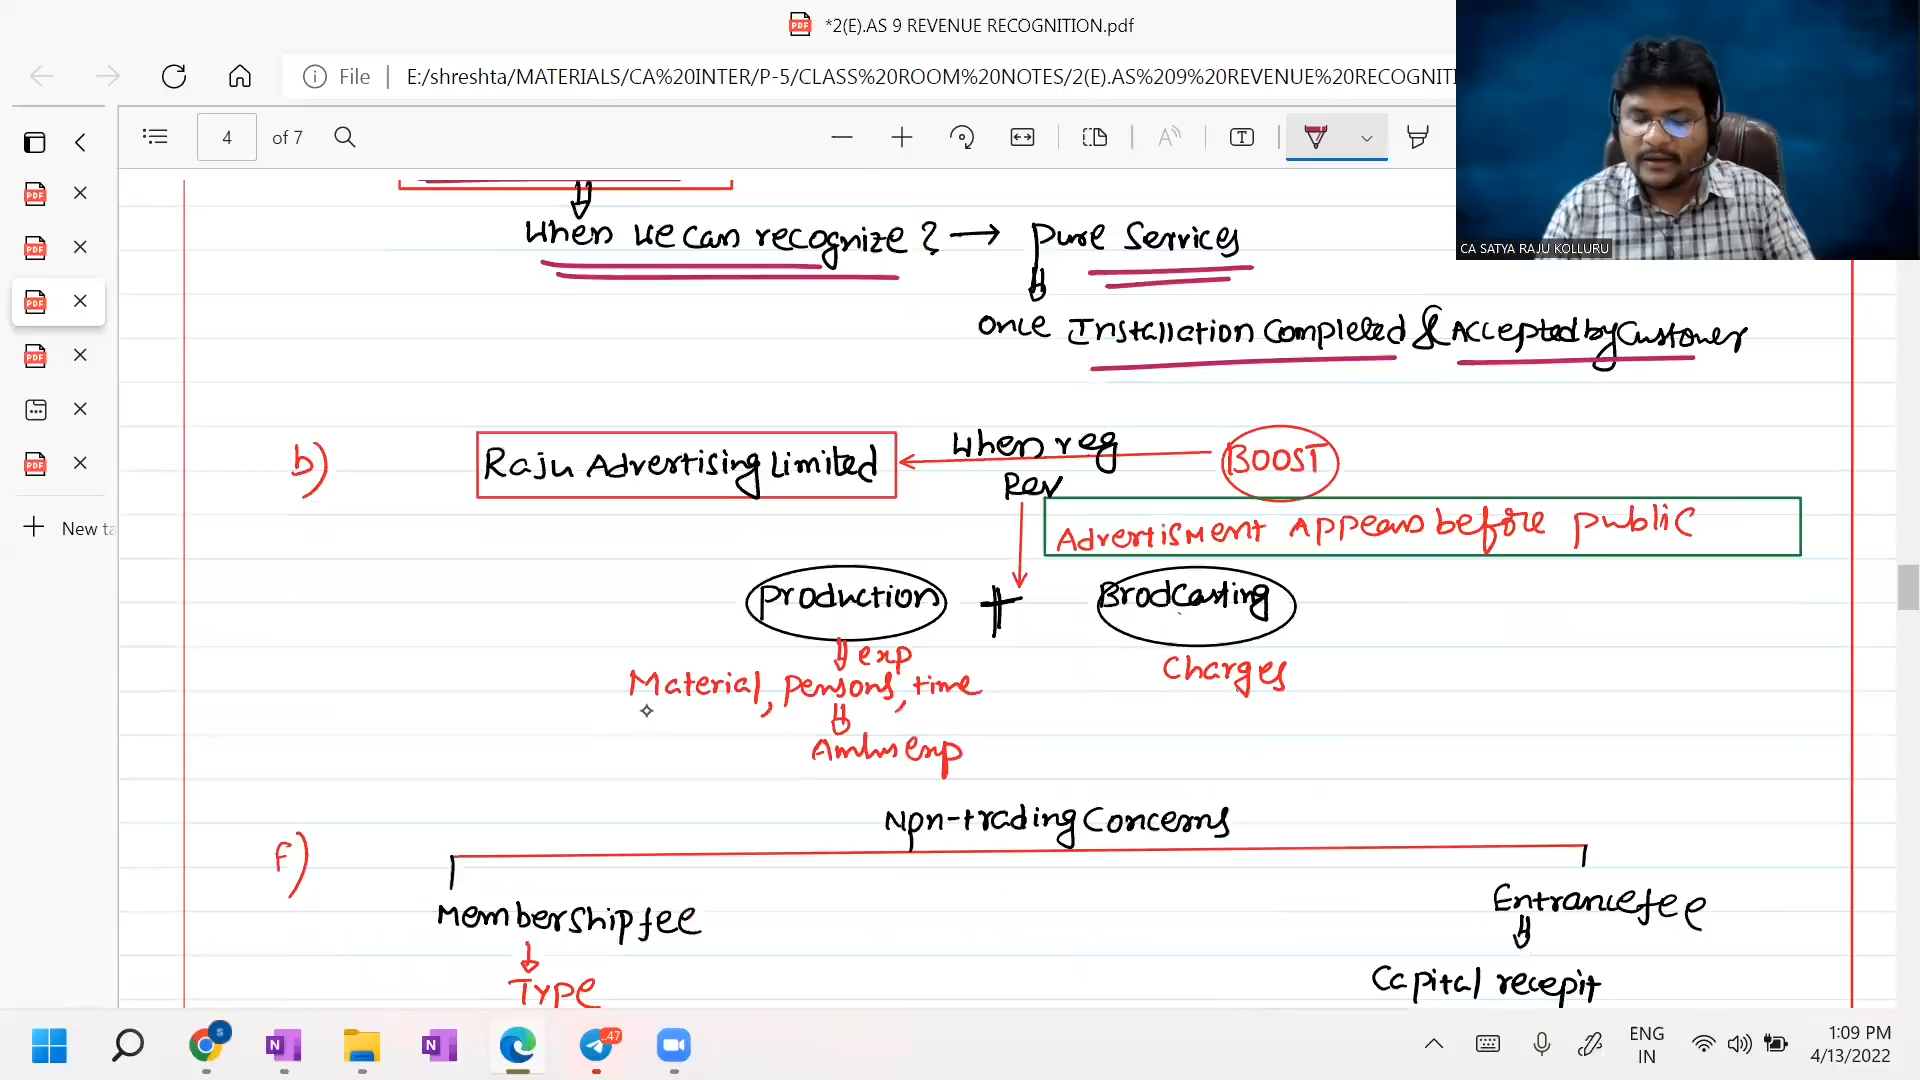 *2(E).AS 9 REVENUE RECOGNITION.pdf
File
E:/shreshta/MATERIALS/CA%20INTER/P-5/CLASS%20ROOM%20NOTES/2(E).AS%209%20REVENUE%20RECOGNITI
4 of 7
CA SATYA RAJU KOLLURU
When we can recognize ? → pure Services
once Installation Completed & Accepted by Customer
b) Raju Advertising Limited When reg Rev BOOST
Advertisment Appears before public
production + Brodcasting
exp
Material, persons, time
Charges
exp
Non-trading Concerns
F)
Membership fee
Entrance fee
Type
Capital recepit
New ta
..47
ENG
IN
1:09 PM
4/13/2022